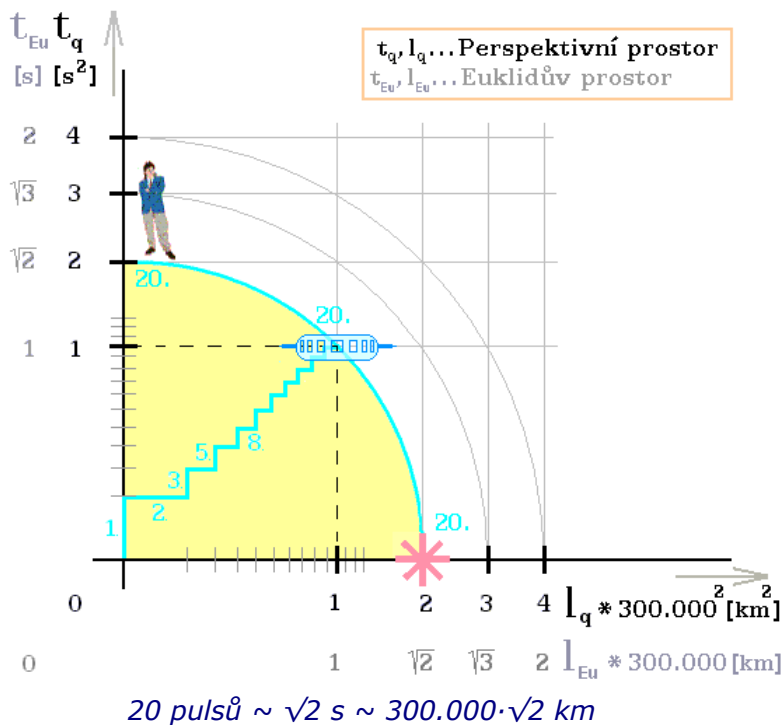 t_Eu t_q
[s] [s²]
t_q, l_q...Perspektivní prostor
t_Eu, l_Eu...Euklidův prostor
2 4
√3 3
√2 2
20.
20.
1 1
8
5
3
2
1
20.
0 1 2 3 4 l_q * 300.000² [km²]
0 1 √2 √3 2 l_Eu * 300.000 [km]
20 pulsů ~ √2 s ~ 300.000·√2 km